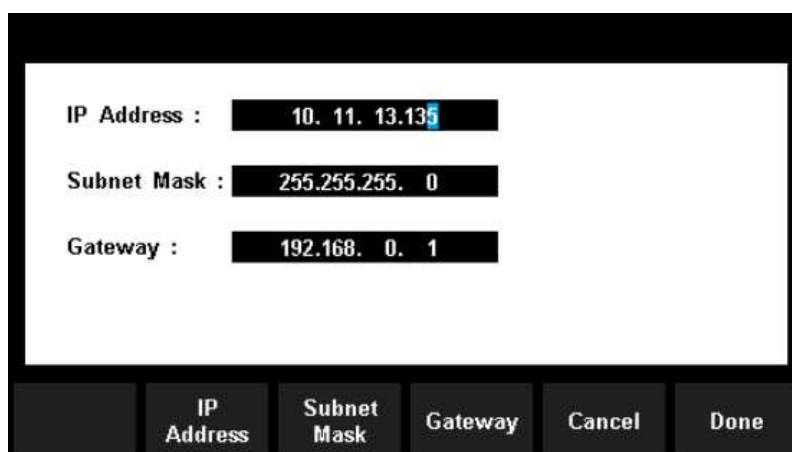 IP Address : 10. 11. 13.135
Subnet Mask : 255.255.255. 0
Gateway : 192.168. 0. 1
IP Address
Subnet Mask
Gateway
Cancel
Done